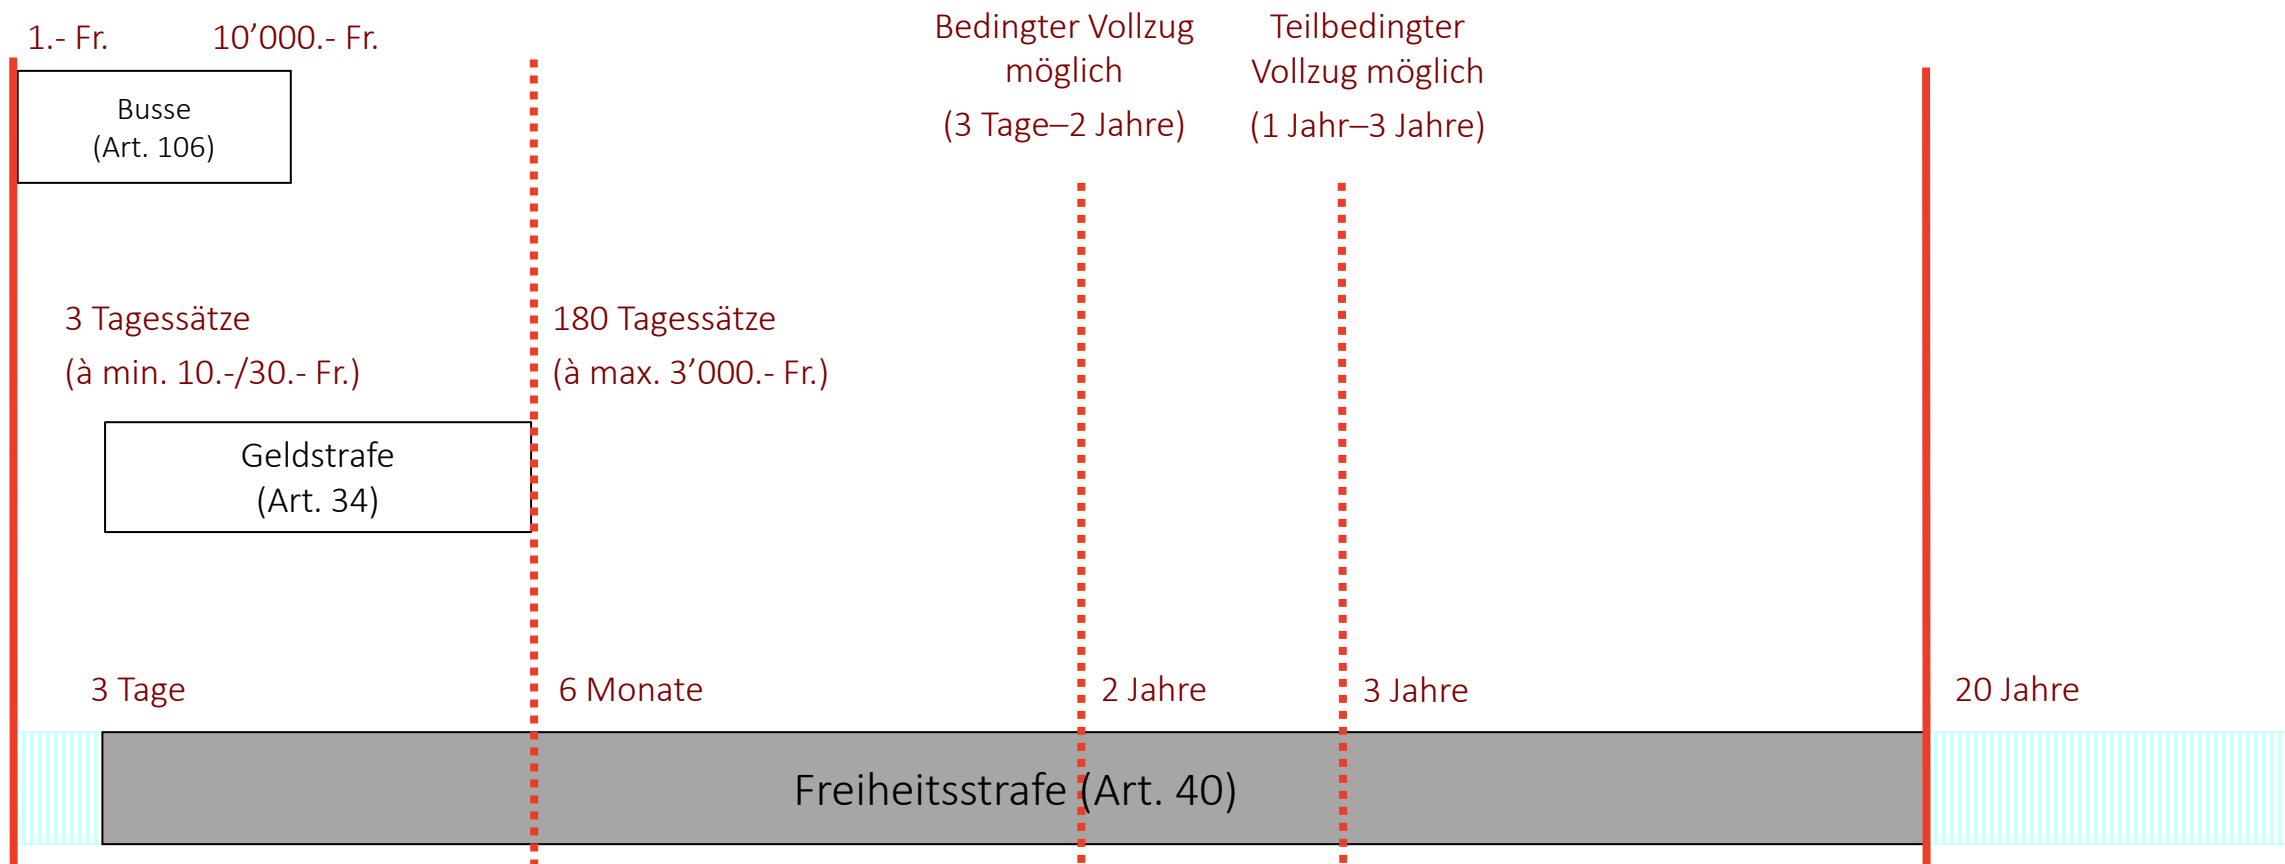 1.- Fr.
10’000.- Fr.
Bedingter Vollzug
möglich
(3 Tage–2 Jahre)
Teilbedingter
Vollzug möglich
(1 Jahr–3 Jahre)
Busse
(Art. 106)
3 Tagessätze
(à min. 10.-/30.- Fr.)
180 Tagessätze
(à max. 3’000.- Fr.)
Geldstrafe
(Art. 34)
3 Tage
6 Monate
2 Jahre
3 Jahre
20 Jahre
Freiheitsstrafe (Art. 40)